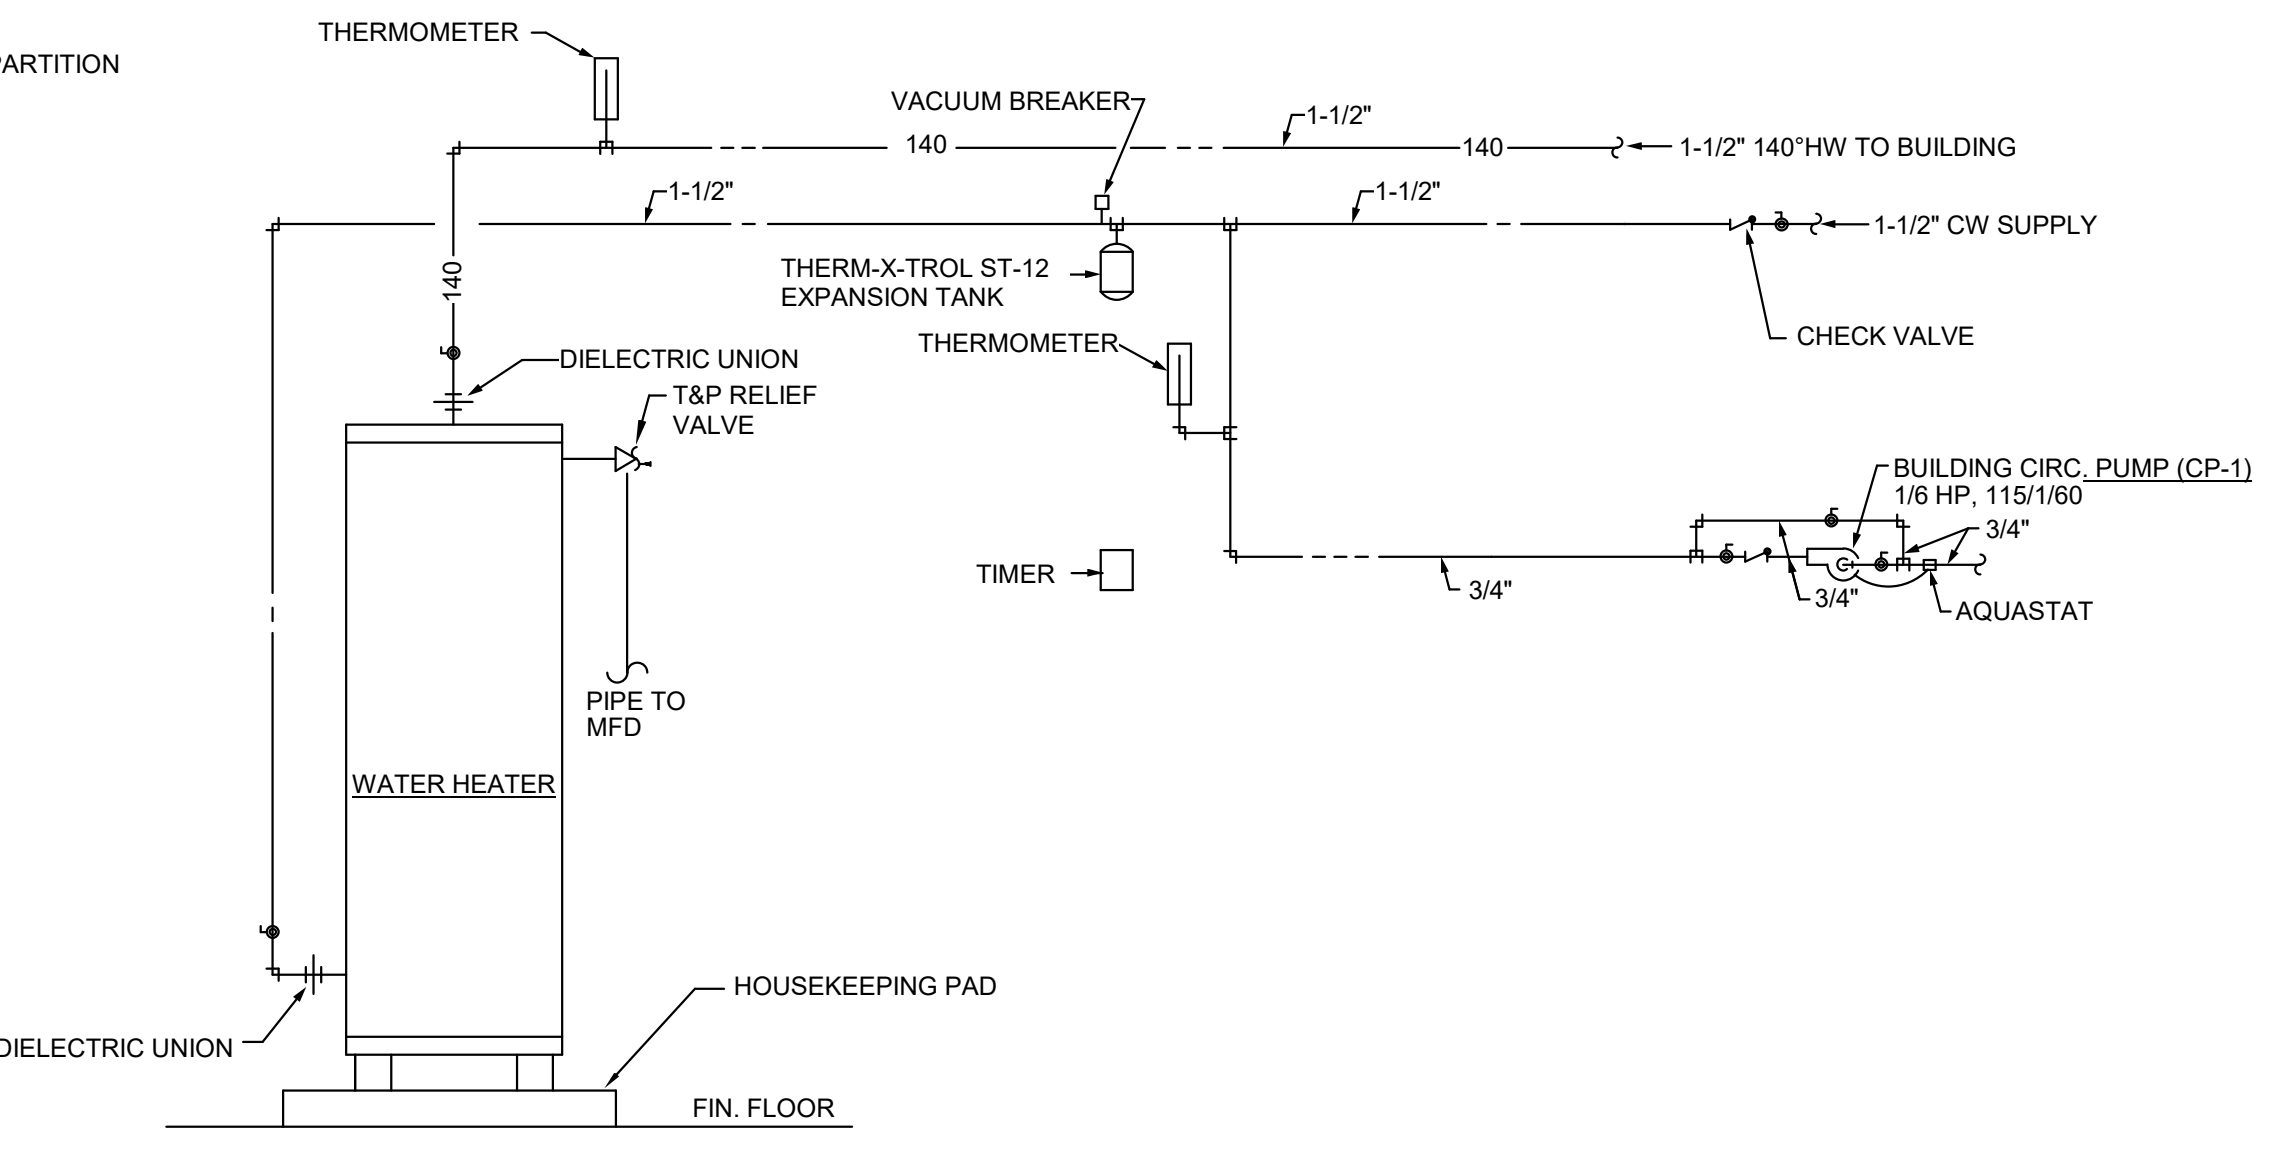 THERMOMETER
PARTITION
VACUUM BREAKER
1-1/2"
140
140
1-1/2" 140°HW TO BUILDING
1-1/2"
1-1/2"
1-1/2" CW SUPPLY
140
THERM-X-TROL ST-12
EXPANSION TANK
THERMOMETER
CHECK VALVE
DIELECTRIC UNION
T&P RELIEF
VALVE
BUILDING CIRC. PUMP (CP-1)
1/6 HP, 115/1/60
3/4"
TIMER
3/4"
3/4"
AQUASTAT
PIPE TO
MFD
WATER HEATER
HOUSEKEEPING PAD
DIELECTRIC UNION
FIN. FLOOR